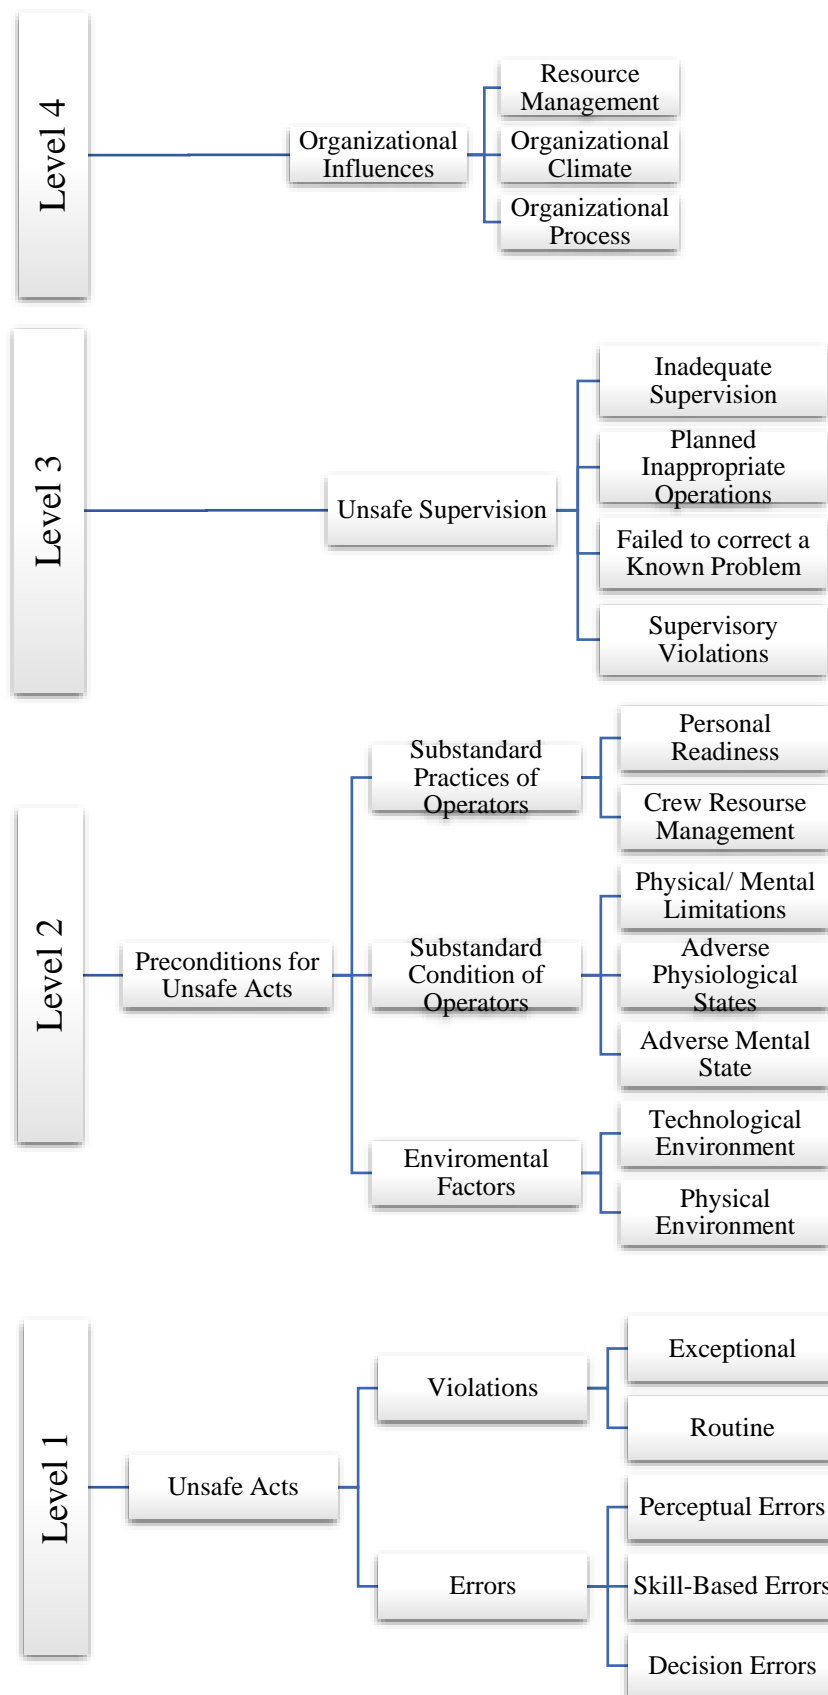 Level 4
Organizational
Influences
Resource
Management
Organizational
Climate
Organizational
Process
Level 3
Unsafe Supervision
Inadequate
Supervision
Planned
Inappropriate
Operations
Failed to correct a
Known Problem
Supervisory
Violations
Level 2
Preconditions for
Unsafe Acts
Substandard
Practices of
Operators
Personal
Readiness
Crew Resourse
Management
Substandard
Condition of
Operators
Physical/ Mental
Limitations
Adverse
Physiological
States
Adverse Mental
State
Enviromental
Factors
Technological
Environment
Physical
Environment
Level 1
Unsafe Acts
Violations
Exceptional
Routine
Errors
Perceptual Errors
Skill-Based Errors
Decision Errors